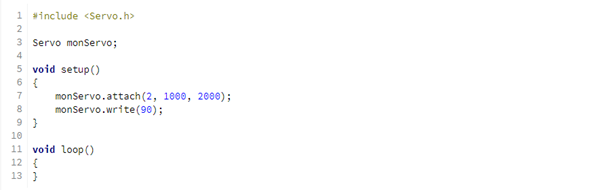 1 #include <Servo.h>
2
3 Servo monServo;
4
5 void setup()
6 {
7 monServo.attach(2, 1000, 2000);
8 monServo.write(90);
9 }
10
11 void loop()
12 {
13 }